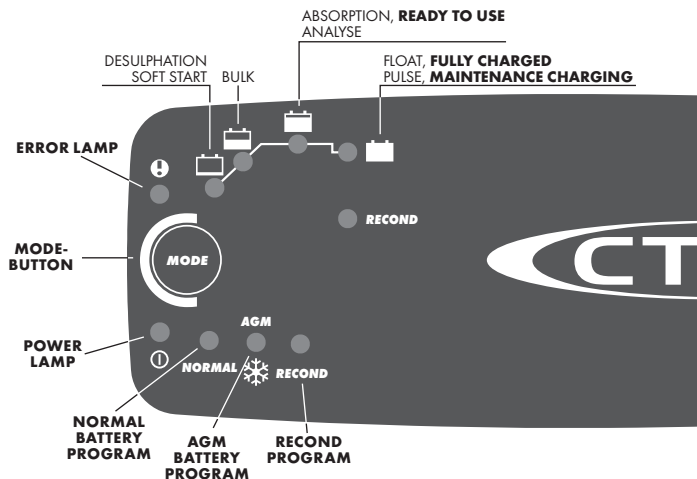 ABSORPTION, READY TO USE
ANALYSE
DESULPHATION
SOFT START
BULK
FLOAT, FULLY CHARGED
PULSE, MAINTENANCE CHARGING
ERROR LAMP
RECOND
MODE-
BUTTON
MODE
CT
POWER
LAMP
AGM
NORMAL
RECOND
NORMAL
BATTERY
PROGRAM
AGM
BATTERY
PROGRAM
RECOND
PROGRAM